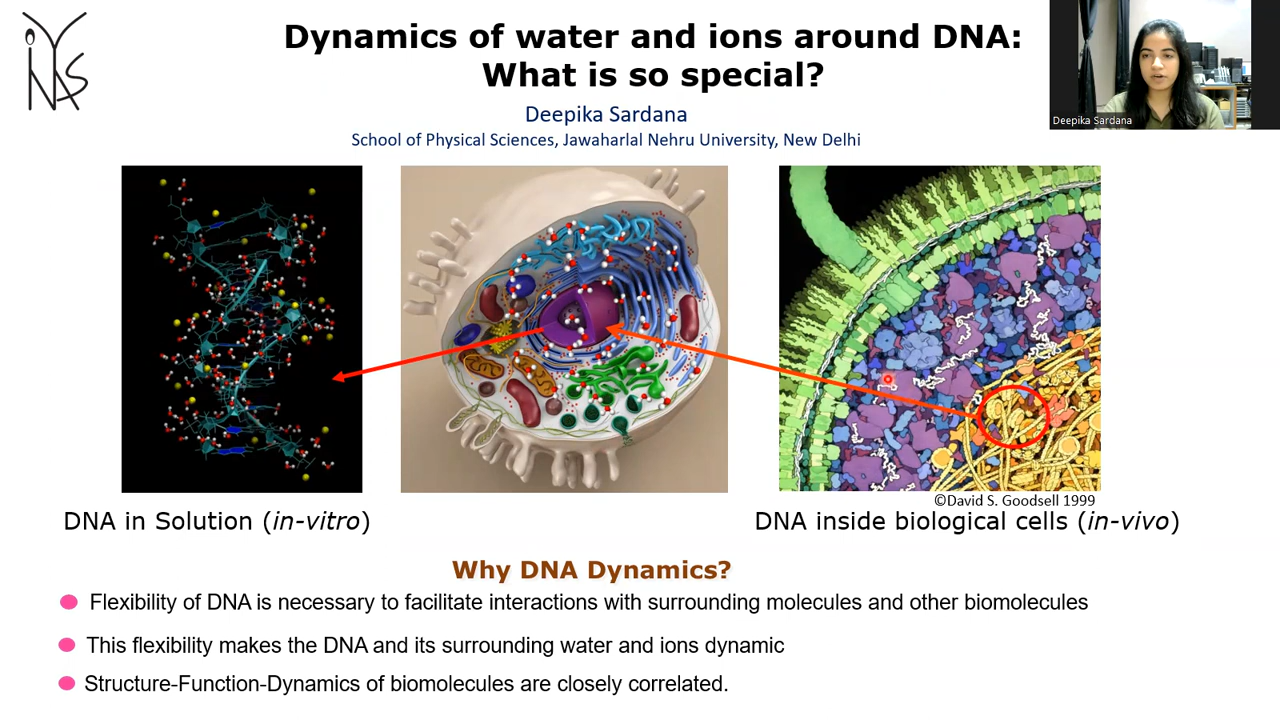 iYNS
Dynamics of water and ions around DNA:
What is so special?
Deepika Sardana
School of Physical Sciences, Jawaharlal Nehru University, New Delhi
Deepika Sardana
©David S. Goodsell 1999
DNA in Solution (in-vitro)
DNA inside biological cells (in-vivo)
Why DNA Dynamics?
Flexibility of DNA is necessary to facilitate interactions with surrounding molecules and other biomolecules
This flexibility makes the DNA and its surrounding water and ions dynamic
Structure-Function-Dynamics of biomolecules are closely correlated.